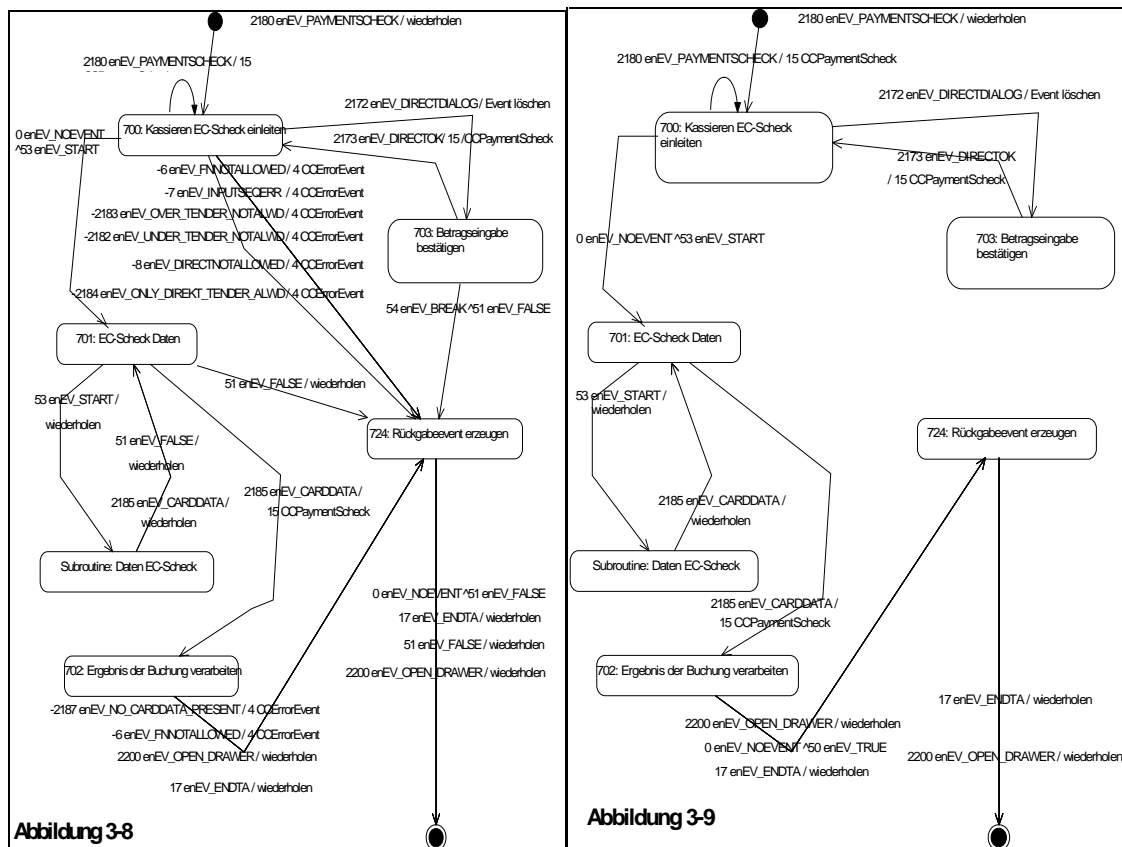 2180 enEV_PAYMENTSCHECK / wiederholen
2180 enEV_PAYMENTSCHECK / 15
2172 enEV_DIRECTDIALOG / Event löschen
0 enEV_NOEVENT
^53 enEV_START
700: Kassieren EC-Scheck einleiten
2173 enEV_DIRECTOK / 15 /CCPaymentScheck
-6 enEV_FNNOTALLOWED / 4 CCErrorEvent
-7 enEV_INPUTSEQERR / 4 CCErrorEvent
-2183 enEV_OVER_TENDER_NOTALWD / 4 CCErrorEvent
-2182 enEV_UNDER_TENDER_NOTALWD / 4 CCErrorEvent
-8 enEV_DIRECTNOTALLOWED / 4 CCErrorEvent
-2184 enEV_ONLY_DIREKT_TENDER_ALWD / 4 CCErrorEvent
703: Betragseingabe
bestätigen
54 enEV_BREAK ^51 enEV_FALSE
701: EC-Scheck Daten
51 enEV_FALSE / wiederholen
53 enEV_START /
wiederholen
51 enEV_FALSE /
wiederholen
724: Rückgabeevent erzeugen
2185 enEV_CARDDATA /
wiederholen
2185 enEV_CARDDATA /
15 CCPaymentScheck
Subroutine: Daten EC-Scheck
0 enEV_NOEVENT ^51 enEV_FALSE
17 enEV_ENDTA / wiederholen
51 enEV_FALSE / wiederholen
2200 enEV_OPEN_DRAWER / wiederholen
702: Ergebnis der Buchung verarbeiten
-2187 enEV_NO_CARDDATA_PRESENT / 4 CCErrorEvent
-6 enEV_FNNOTALLOWED / 4 CCErrorEvent
2200 enEV_OPEN_DRAWER / wiederholen
17 enEV_ENDTA / wiederholen
Abbildung 3-8
2180 enEV_PAYMENTSCHECK / wiederholen
2180 enEV_PAYMENTSCHECK / 15 CCPaymentScheck
2172 enEV_DIRECTDIALOG / Event löschen
700: Kassieren EC-Scheck
einleiten
2173 enEV_DIRECTOK
/ 15 CCPaymentScheck
703: Betragseingabe
bestätigen
0 enEV_NOEVENT ^53 enEV_START
701: EC-Scheck Daten
53 enEV_START /
wiederholen
724: Rückgabeevent erzeugen
2185 enEV_CARDDATA /
wiederholen
Subroutine: Daten EC-Scheck
2185 enEV_CARDDATA /
15 CCPaymentScheck
702: Ergebnis der Buchung verarbeiten
17 enEV_ENDTA / wiederholen
2200 enEV_OPEN_DRAWER / wiederholen
0 enEV_NOEVENT ^50 enEV_TRUE
17 enEV_ENDTA / wiederholen
2200 enEV_OPEN_DRAWER / wiederholen
Abbildung 3-9